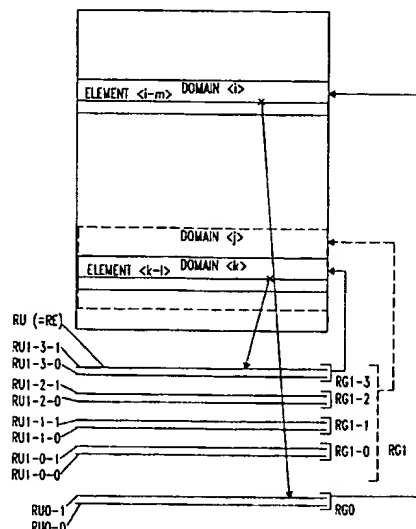 DOMAIN <i>
ELEMENT <i-m>
DOMAIN <j>
DOMAIN <k>
ELEMENT <k-l>
RU (=RE)
RU1-3-1
RU1-3-0
RG1-3
RU1-2-1
RU1-2-0
RG1-2
RU1-1-1
RU1-1-0
RG1-1
RG1
RU1-0-1
RU1-0-0
RG1-0
RU0-1
RU0-0
RG0